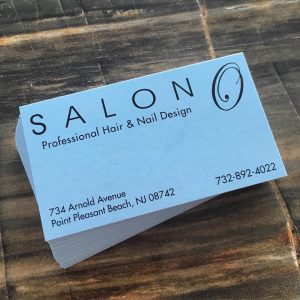 SALON O
Professional Hair & Nail Design
734 Arnold Avenue
Point Pleasant Beach, NJ 08742
732-892-4022